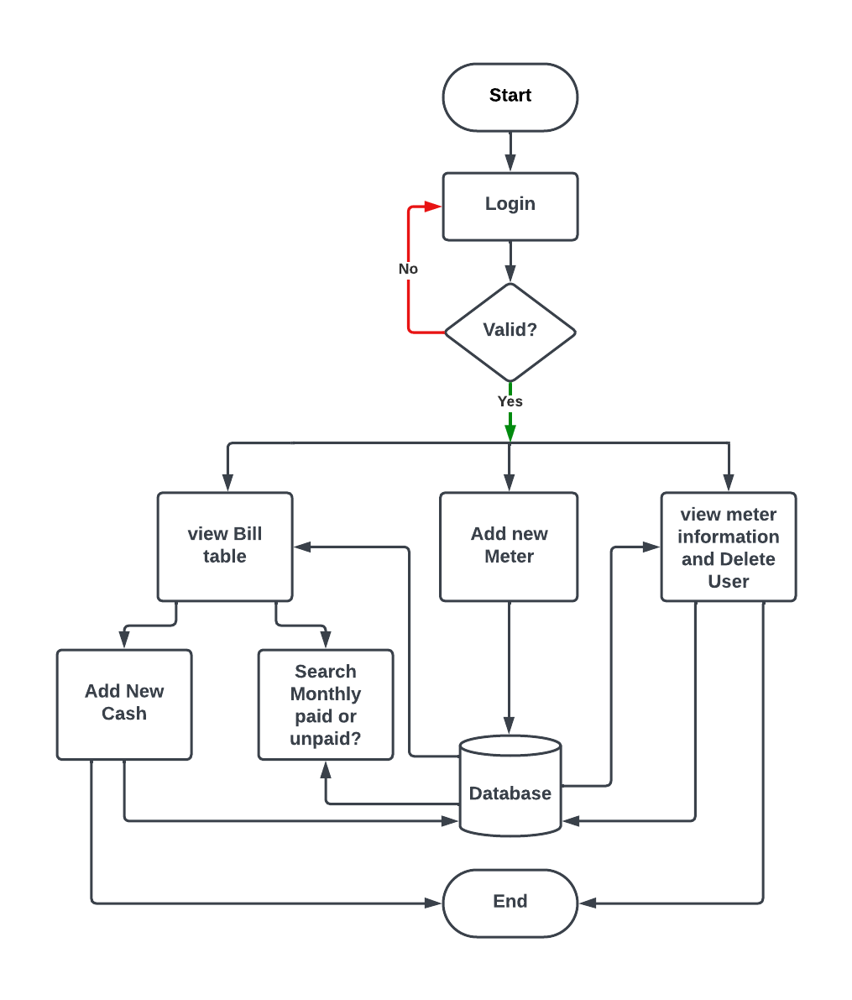 Start
Login
No
Valid?
Yes
view Bill
table
Add new
Meter
view meter
information
and Delete
User
Add New
Cash
Search
Monthly
paid or
unpaid?
Database
End